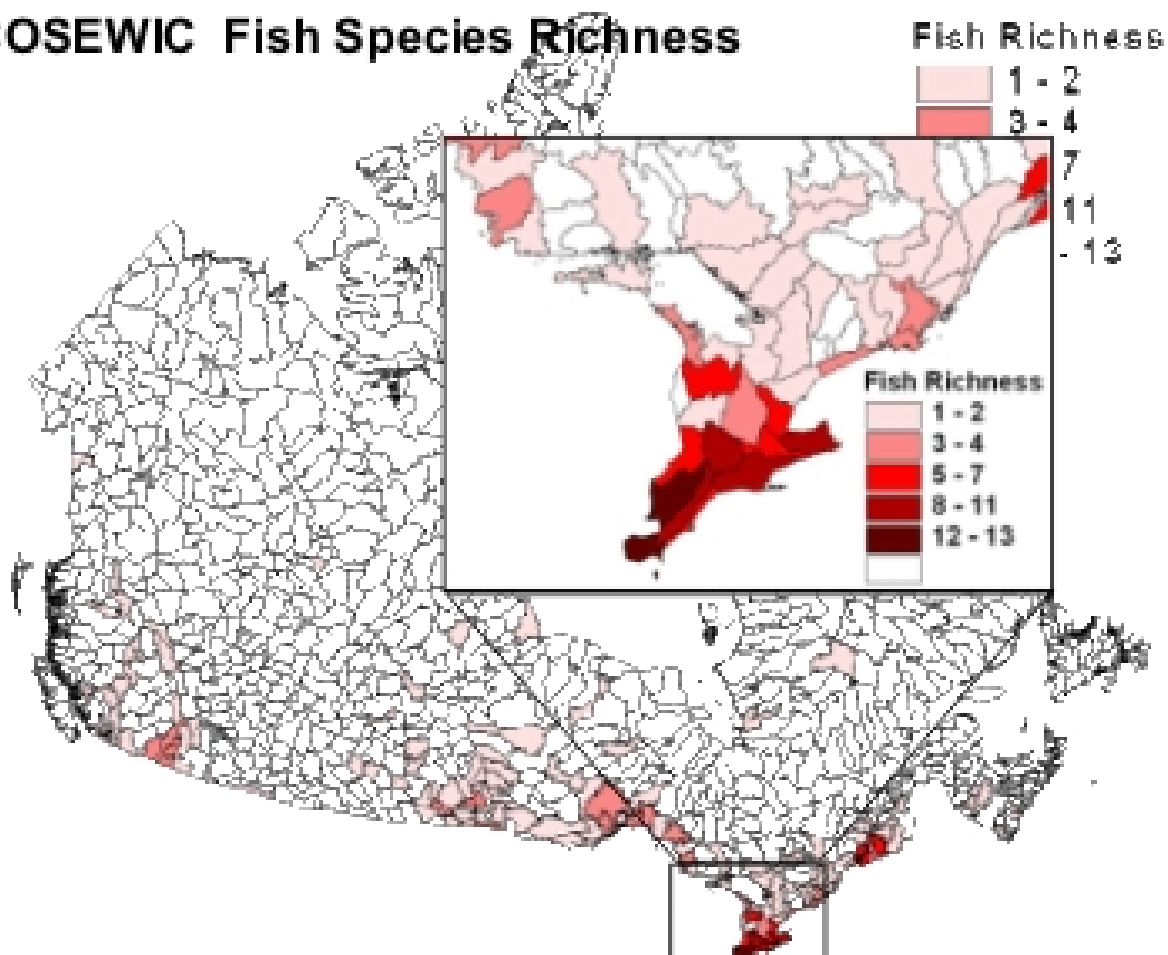 OSEWIC Fish Species Richness
Fish Richness
1 - 2
3 - 4
7
11
- 13
Fish Richness
1 - 2
3 - 4
5 - 7
8 - 11
12 - 13